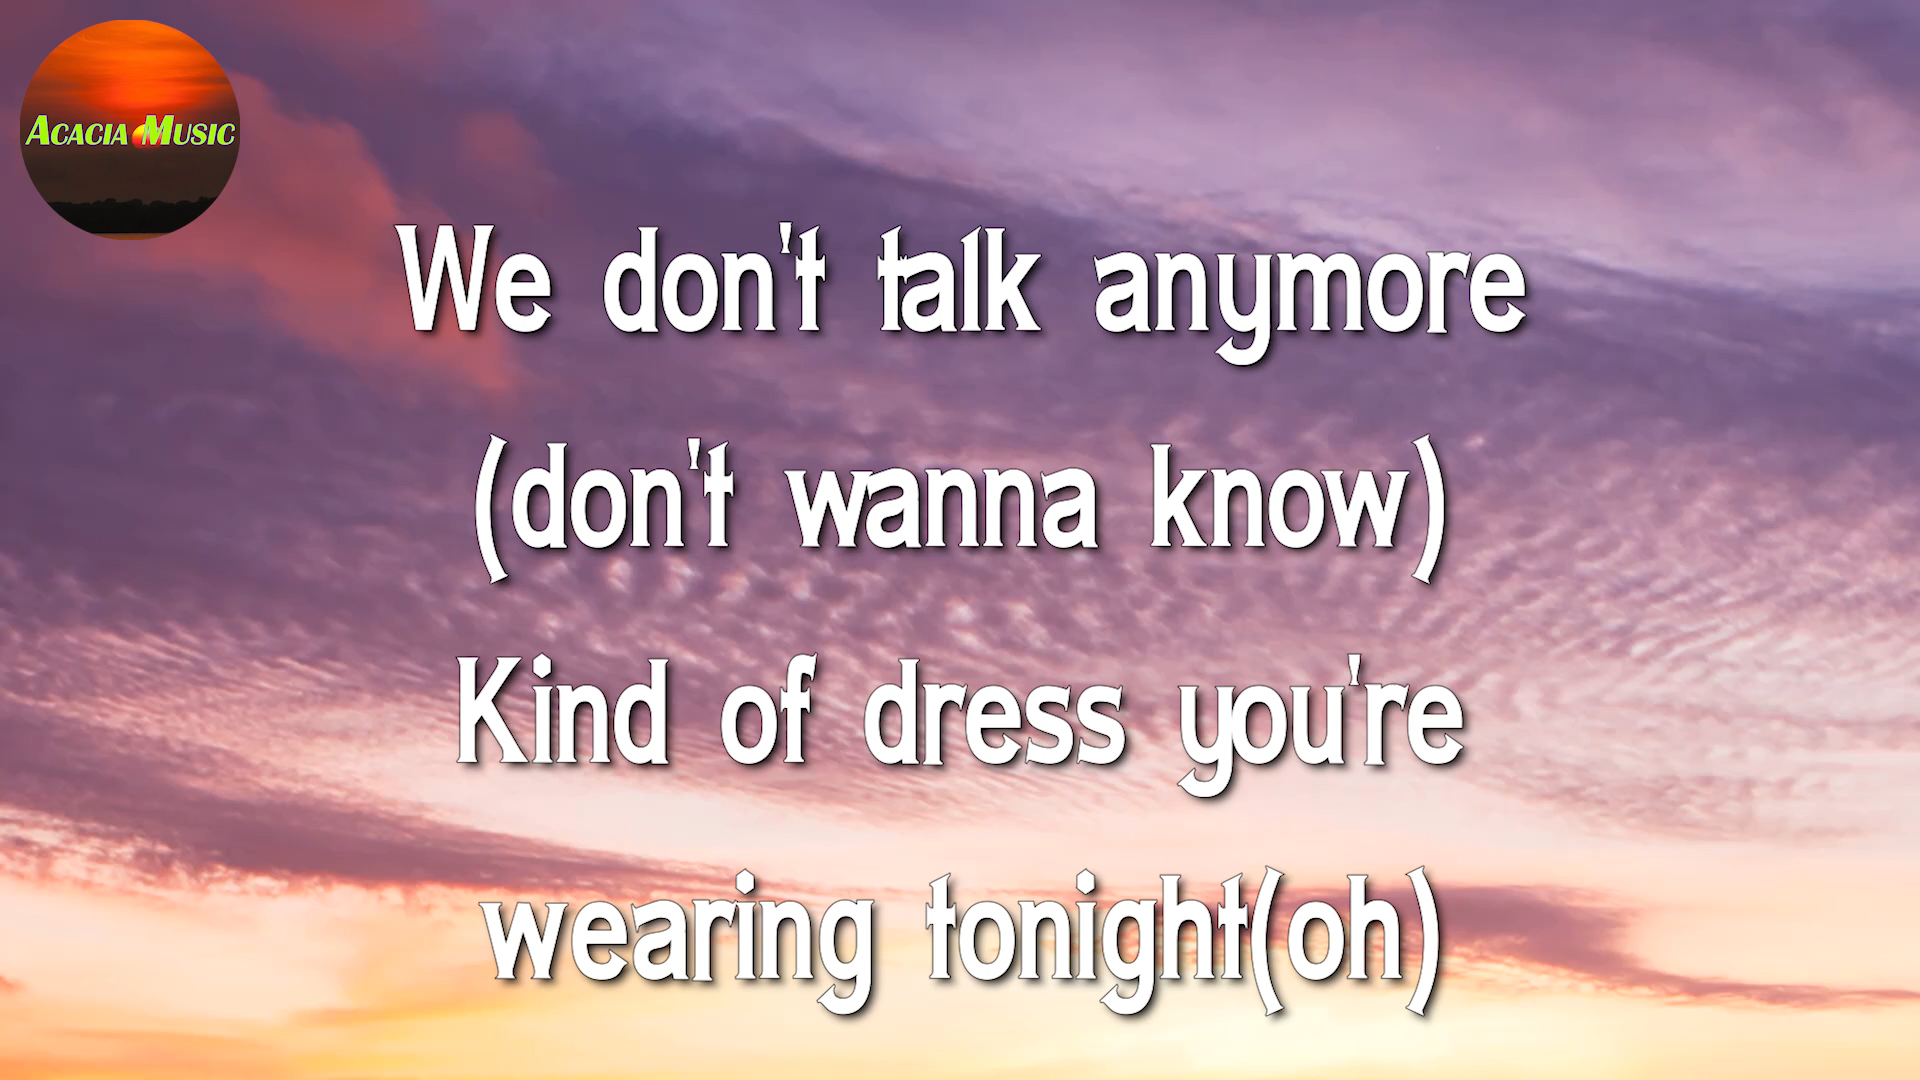 ACACIA MUSIC
We don't talk anymore
(don't wanna know)
Kind of dress you're
wearing tonight(oh)